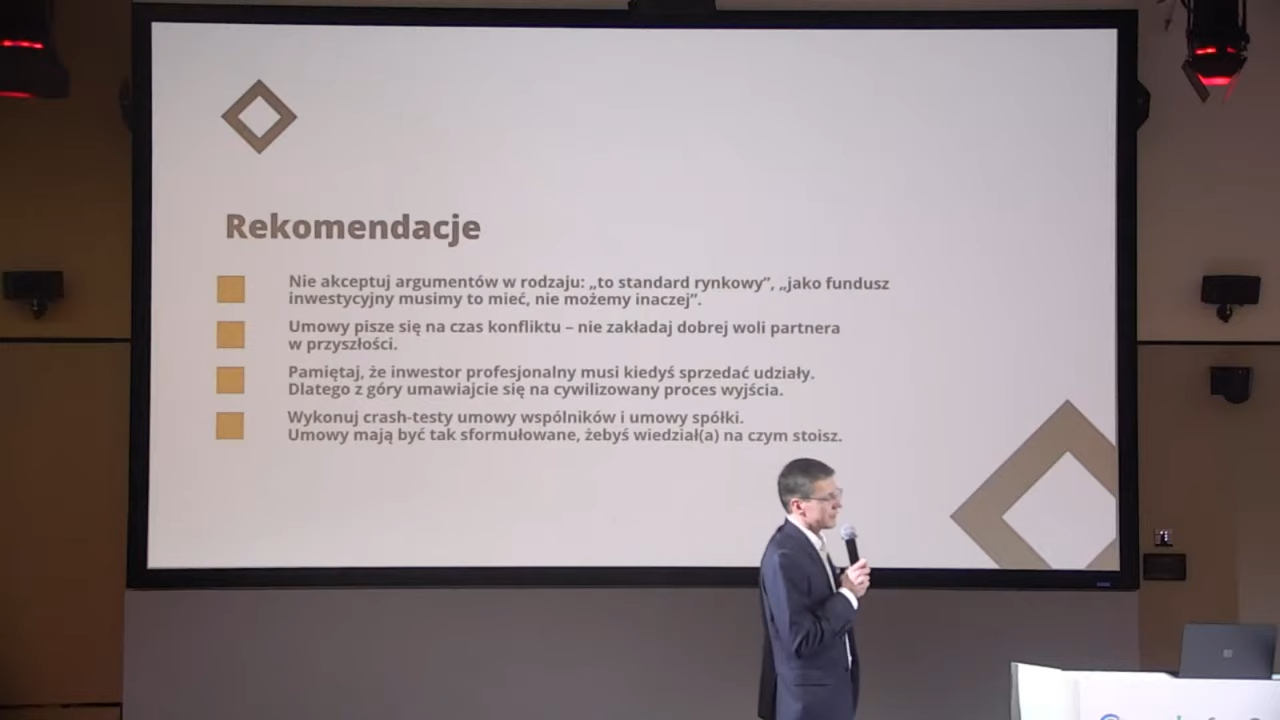 Rekomendacje
Nie akceptuj argumentów w rodzaju: „to standard rynkowy”, „jako fundusz
inwestycyjny musimy to mieć, nie możemy inaczej”.
Umowy pisze się na czas konfliktu – nie zakładaj dobrej woli partnera
w przyszłości.
Pamiętaj, że inwestor profesjonalny musi kiedyś sprzedać udziały.
Dlatego z góry umawiajcie się na cywilizowany proces wyjścia.
Wykonuj crash-testy umowy wspólników i umowy spółki.
Umowy mają być tak sformułowane, żebyś wiedział(a) na czym stoisz.